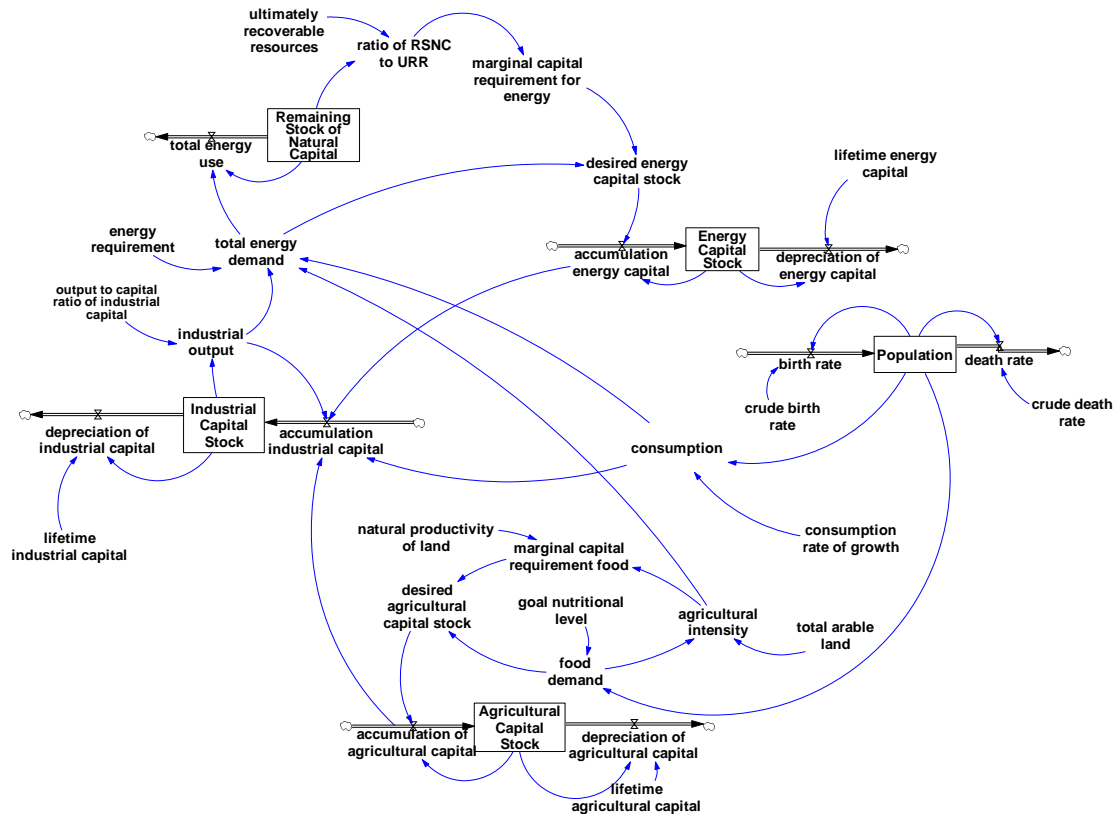 ultimately
recoverable
resources
ratio of RSNC
to URR
marginal capital
requirement for
energy
Remaining
Stock of
Natural
Capital
total energy
use
desired energy
capital stock
lifetime energy
capital
energy
requirement
total energy
demand
accumulation
energy capital
Energy
Capital
Stock
depreciation of
energy capital
output to capital
ratio of industrial
capital
industrial
output
birth rate
Population
death rate
crude birth
rate
crude death
rate
depreciation of
industrial capital
Industrial
Capital
Stock
accumulation
industrial capital
consumption
lifetime
industrial capital
consumption
rate of growth
natural productivity
of land
marginal capital
requirement food
desired
agricultural
capital stock
goal nutritional
level
agricultural
intensity
total arable
land
food
demand
accumulation of
agricultural capital
Agricultural
Capital
Stock
depreciation of
agricultural capital
lifetime
agricultural capital